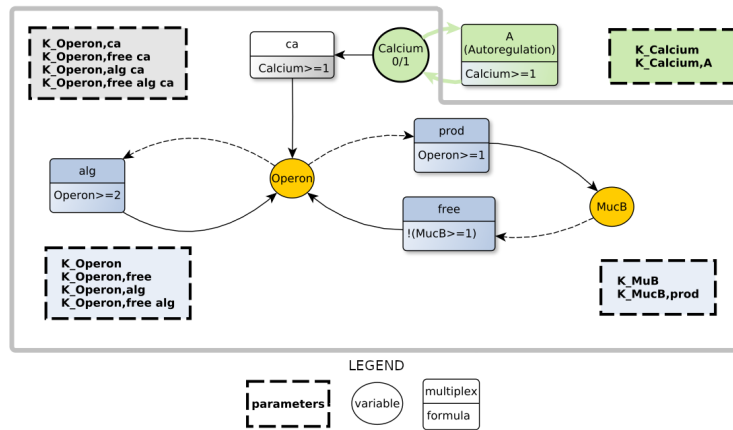 K_Operon,ca
K_Operon,free ca
K_Operon,alg ca
K_Operon,free alg ca
ca
Calcium>=1
Calcium
0/1
A
(Autoregulation)
Calcium>=1
K_Calcium
K_Calcium,A
alg
Operon>=2
Operon
prod
Operon>=1
free
!(MucB>=1)
MucB
K_Operon
K_Operon,free
K_Operon,alg
K_Operon,free alg
K_MuB
K_MucB,prod
LEGEND
parameters
variable
multiplex
formula